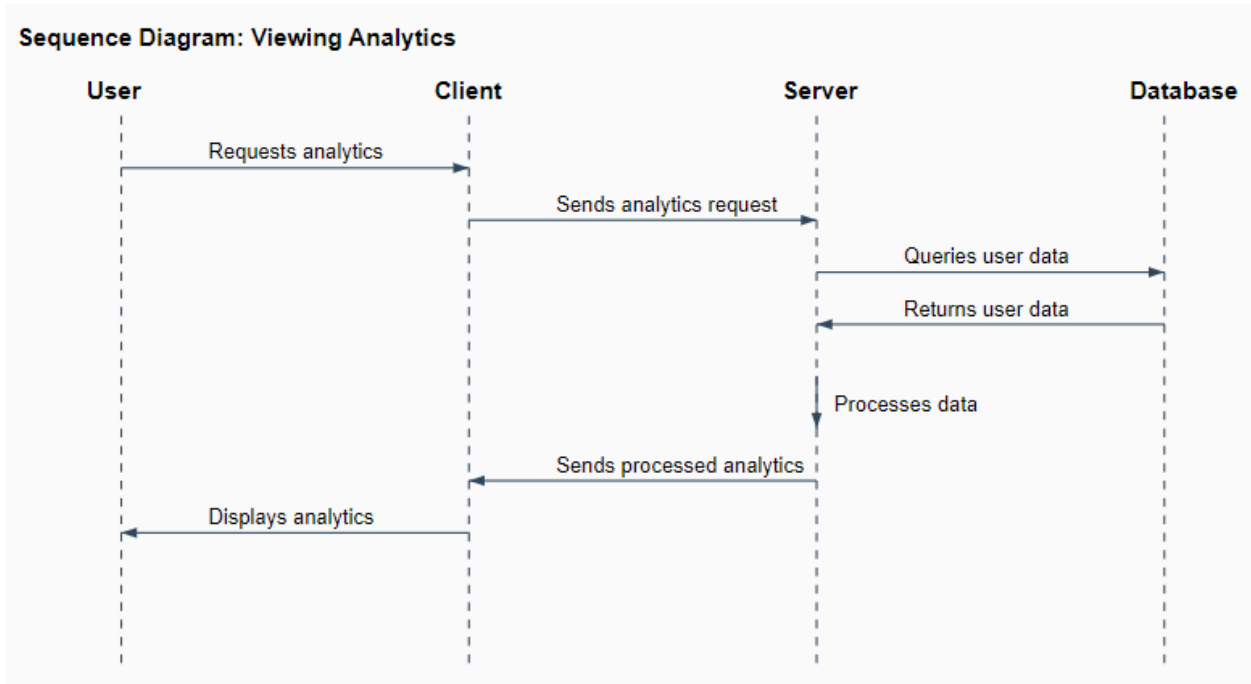 Sequence Diagram: Viewing Analytics
User Client Server Database
Requests analytics
Sends analytics request
Queries user data
Returns user data
Processes data
Sends processed analytics
Displays analytics